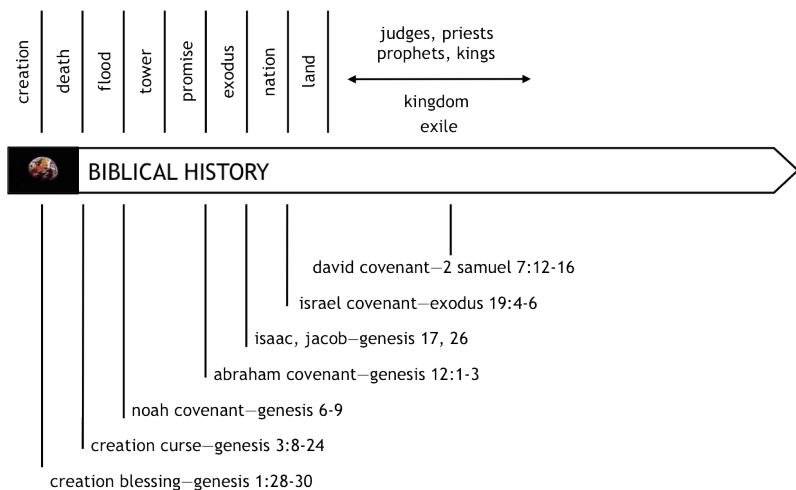 creation
death
flood
tower
promise
exodus
nation
land
judges, priests
prophets, kings
kingdom
exile
BIBLICAL HISTORY
david covenant—2 samuel 7:12-16
israel covenant—exodus 19:4-6
isaac, jacob—genesis 17, 26
abraham covenant—genesis 12:1-3
noah covenant—genesis 6-9
creation curse—genesis 3:8-24
creation blessing—genesis 1:28-30